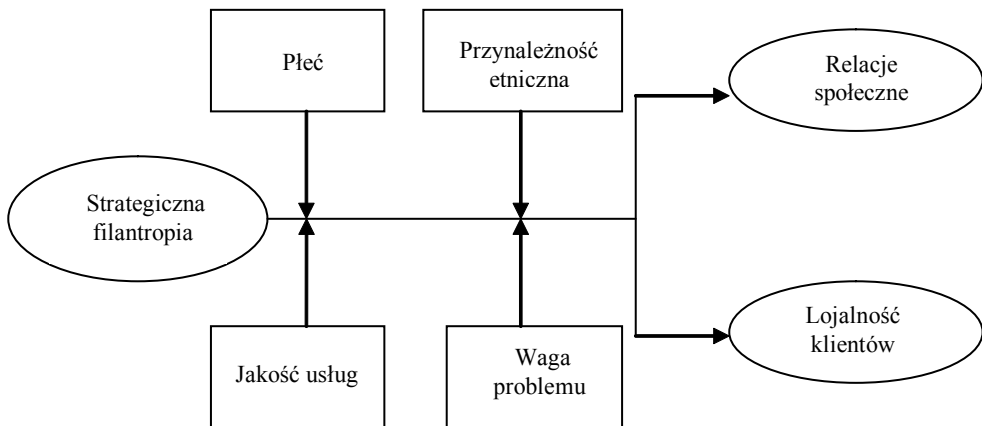 Płeć
Przynależność
etniczna
Relacje
społeczne
Strategiczna
filantropia
Jakość usług
Waga
problemu
Lojalność
klientów